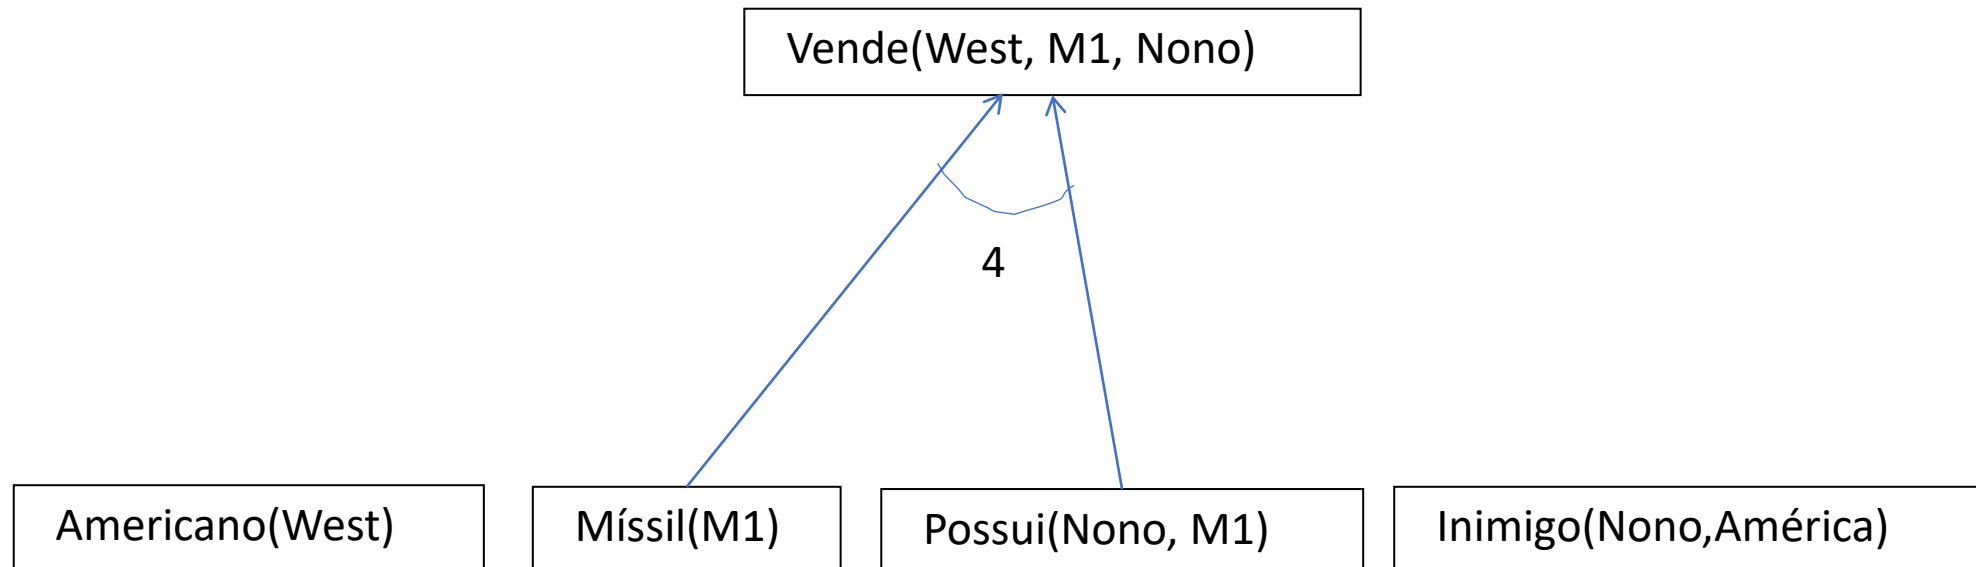 Vende(West, M1, Nono)
4
Americano(West)
Míssil(M1)
Possui(Nono, M1)
Inimigo(Nono,América)